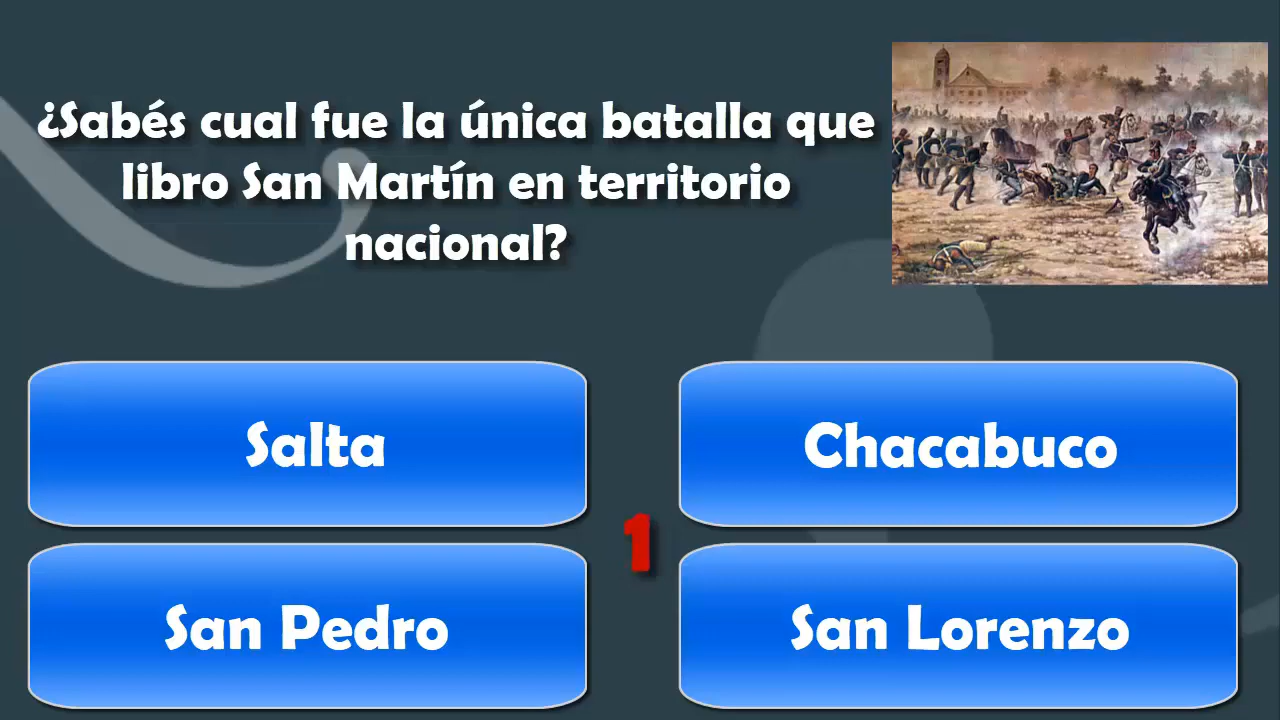 ¿Sabés cual fue la única batalla que
libro San Martín en territorio
nacional?
Salta
Chacabuco
1
San Pedro
San Lorenzo